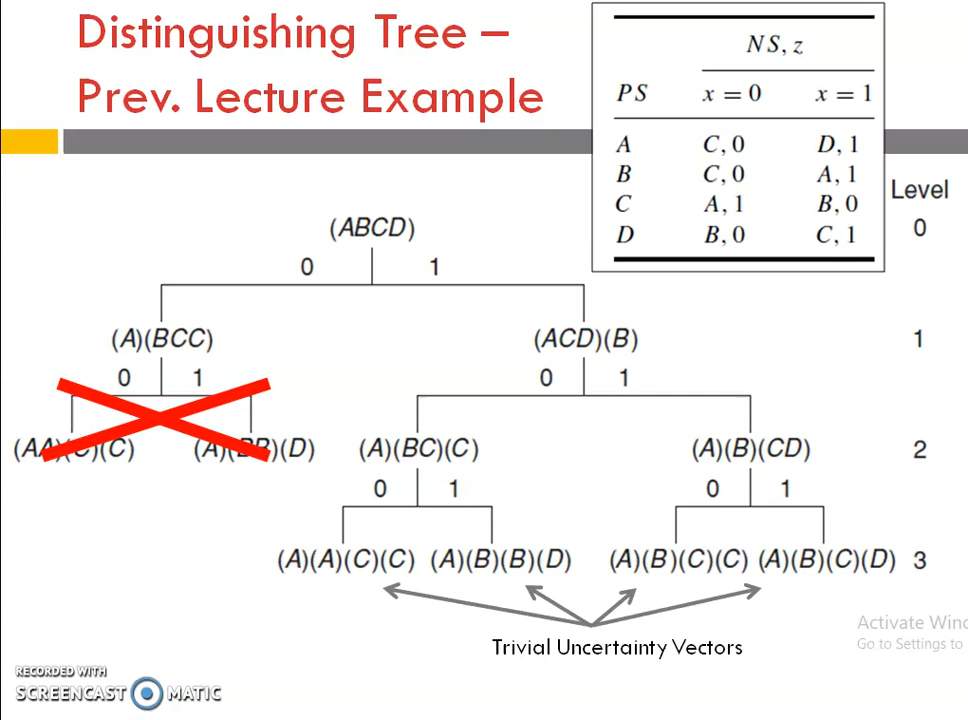 Distinguishing Tree –
Prev. Lecture Example
NS, z
PS x = 0 x = 1
A C, 0 D, 1
B C, 0 A, 1
C A, 1 B, 0
D B, 0 C, 1
Level
(ABCD) 0
0 1
(A)(BCC) (ACD)(B) 1
0 1 0 1
(AA)(C)(C) (A)(BB)(D) (A)(BC)(C) (A)(B)(CD) 2
0 1 0 1
(A)(A)(C)(C) (A)(B)(B)(D) (A)(B)(C)(C) (A)(B)(C)(D) 3
Trivial Uncertainty Vectors
Activate Wind
Go to Settings to
RECORDED WITH
SCREENCAST MATIC